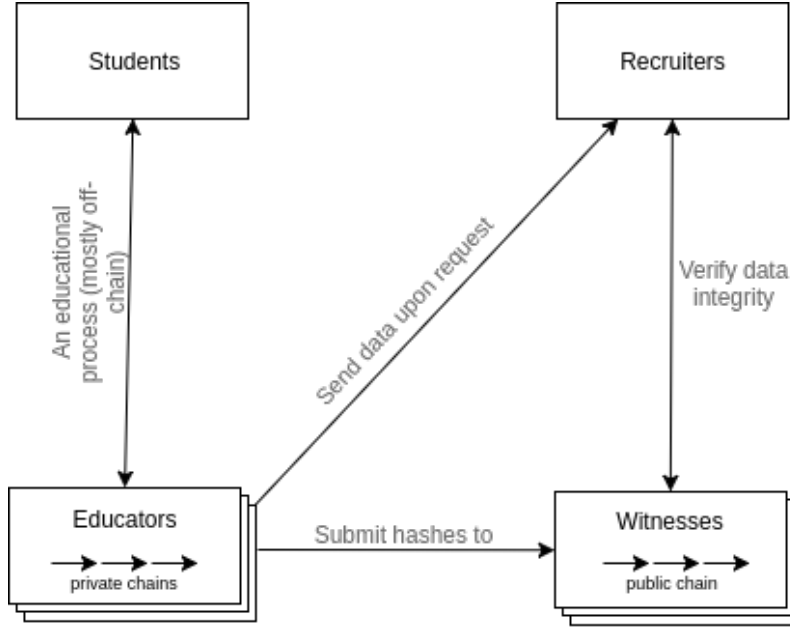 Students
Recruiters
An educational
process (mostly off-
chain)
Send data upon request
Verify data
integrity
Educators
private chains
Submit hashes to
Witnesses
public chain